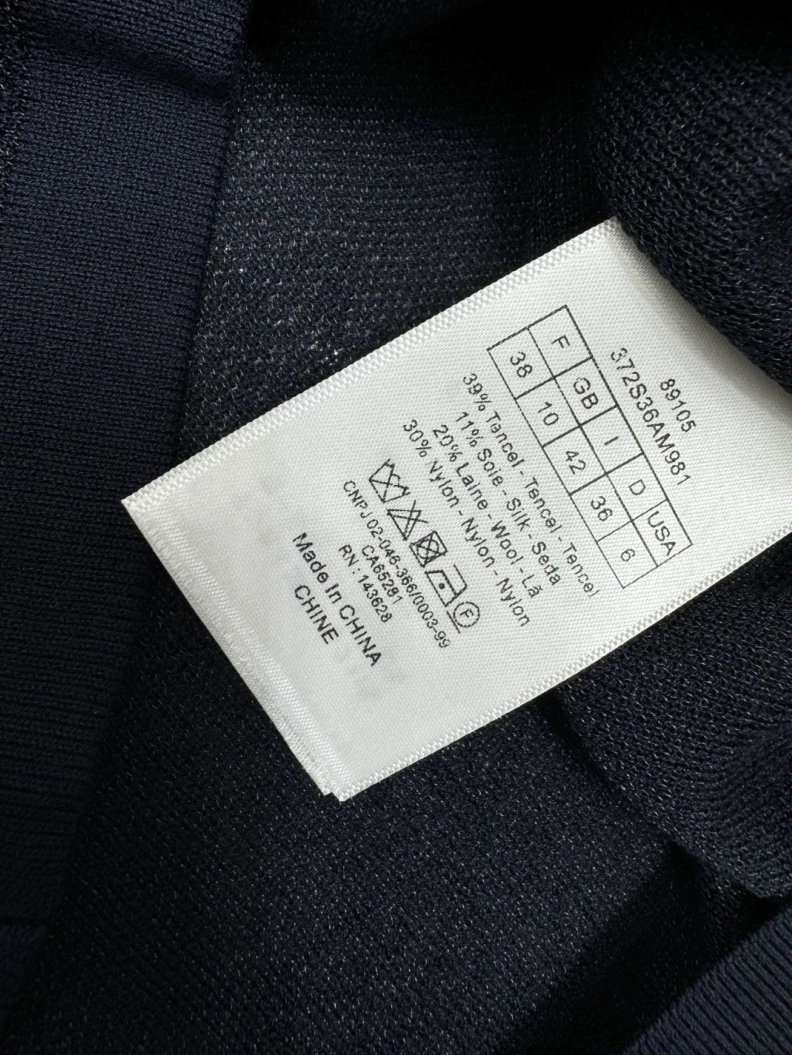 89105
372S36AM981
F GB I D USA
38 10 42 36 6
39% Tencel - Tencel - Tencel
11% Soie - Silk - Seda
20% Laine - Wool - Lã
30% Nylon - Nylon - Nylon
F
CNPJ 02-046-366/0003-99
CA65281
RN : 143628
Made In CHINA
CHINE